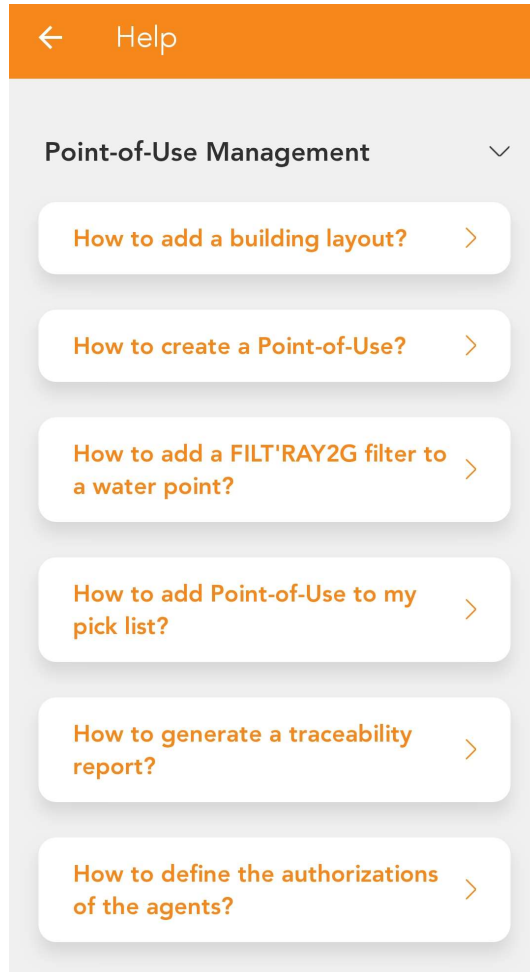 Help
Point-of-Use Management
How to add a building layout?
How to create a Point-of-Use?
How to add a FILT'RAY2G filter to
a water point?
How to add Point-of-Use to my
pick list?
How to generate a traceability
report?
How to define the authorizations
of the agents?